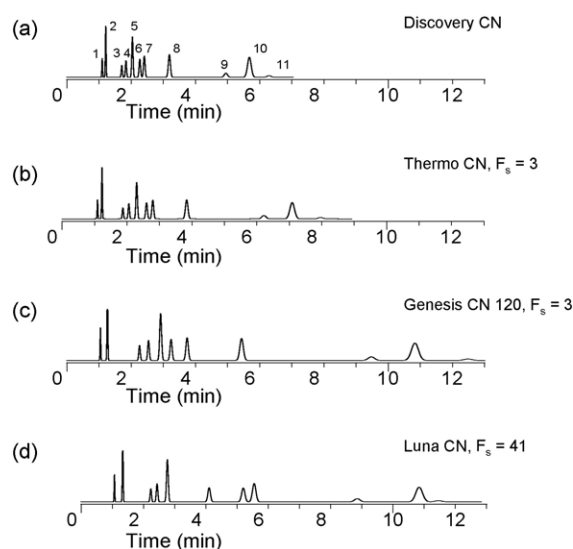 (a) Discovery CN
1 2 3 4 5 6 7 8 9 10 11
0 2 4 6 8 10 12
Time (min)
(b) Thermo CN, Fs = 3
0 2 4 6 8 10 12
Time (min)
(c) Genesis CN 120, Fs = 3
0 2 4 6 8 10 12
Time (min)
(d) Luna CN, Fs = 41
0 2 4 6 8 10 12
Time (min)